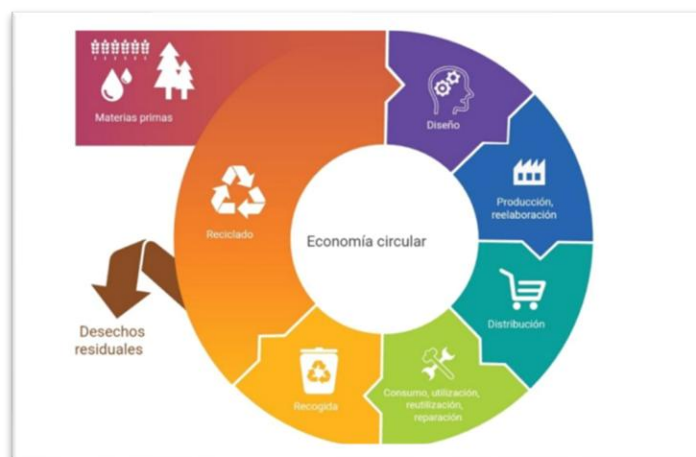 Materias primas
Diseño
Producción,
reelaboración
Distribución
Consumo, utilización,
reutilización,
reparación
Recogida
Reciclado
Desechos
residuales
Economía circular